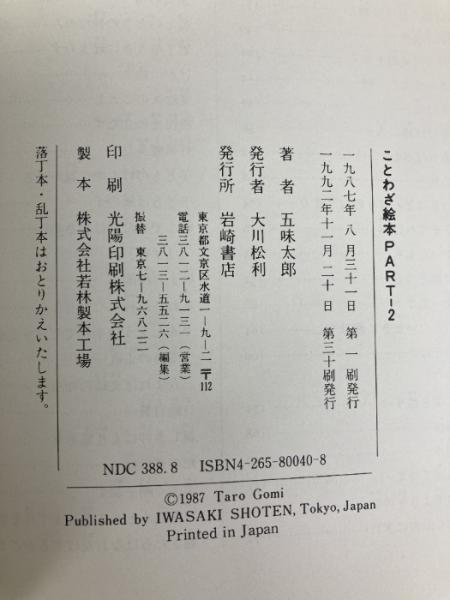 ことわざ絵本PART-2
一九八七年 八月三十一日 第一刷発行
一九九二年十一月二十日 第三十刷発行
著者 五味太郎
発行者 大川松利
発行所 岩崎書店
東京都文京区水道一-九-二 〒112
電話三八一二-九一三一(営業)
三八一三-五五二六(編集)
振替 東京七-九六八二二
印刷 光陽印刷株式会社
製本 株式会社若林製本工場
落丁本・乱丁本はおとりかえいたします。
NDC 388.8 ISBN4-265-80040-8
©1987 Taro Gomi
Published by IWASAKI SHOTEN, Tokyo, Japan
Printed in Japan